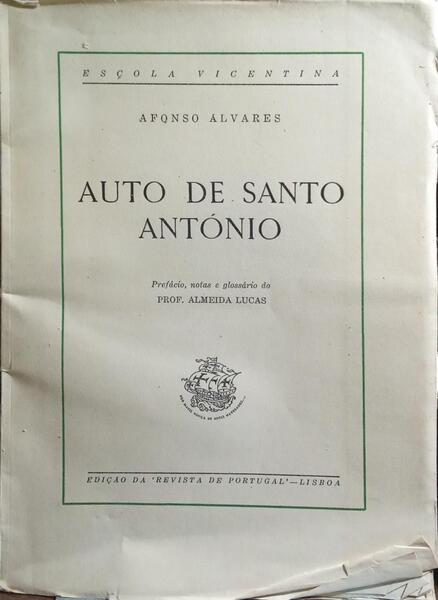 ESCOLA VICENTINA
AFONSO ÁLVARES
AUTO DE SANTO
ANTÓNIO
Prefácio, notas e glossário do
PROF. ALMEIDA LUCAS
EDIÇÃO DA 'REVISTA DE PORTUGAL'—LISBOA